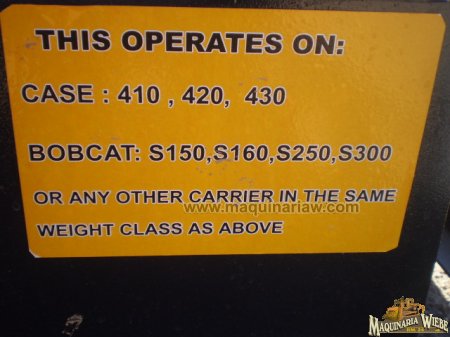 THIS OPERATES ON:
CASE : 410 , 420, 430
BOBCAT: S150,S160,S250,S300
OR ANY OTHER CARRIER IN THE SAME
www.maquinariaw.com
WEIGHT CLASS AS ABOVE
MAQUINARIA WIEBE